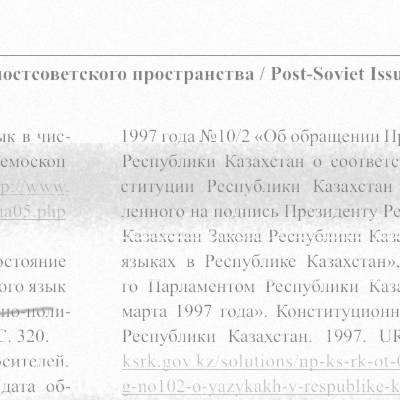 постсоветского пространства / Post-Soviet Issu
ык в чис-
емоскоп
p://www.
na05.php
остояние
ого язык
но-поли-
С. 320.
осителей.
дата об-
1997 года №10/2 «Об обращении Пр
Республики Казахстан о соответс
ституции Республики Казахстан
ленного на подпись Президенту Ре
Казахстан Закона Республики Каза
языках в Республике Казахстан»,
го Парламентом Республики Каза
марта 1997 года». Конституционн
Республики Казахстан. 1997. UR
ksrk.gov.kz/solutions/np-ks-rk-ot-0
g-no102-o-yazykakh-v-respublike-k